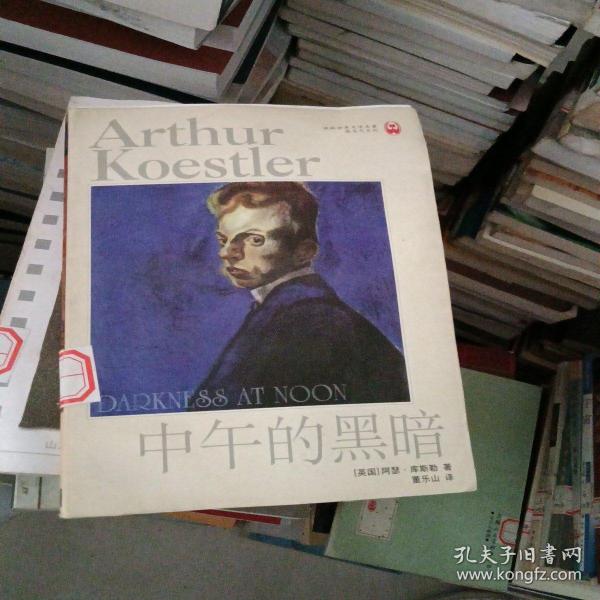 Arthur
Koestler
DARKNESS AT NOON
中午的黑暗
[英国]阿瑟·库斯勒 著
董乐山 译
孔夫子旧书网
www.kongfz.com